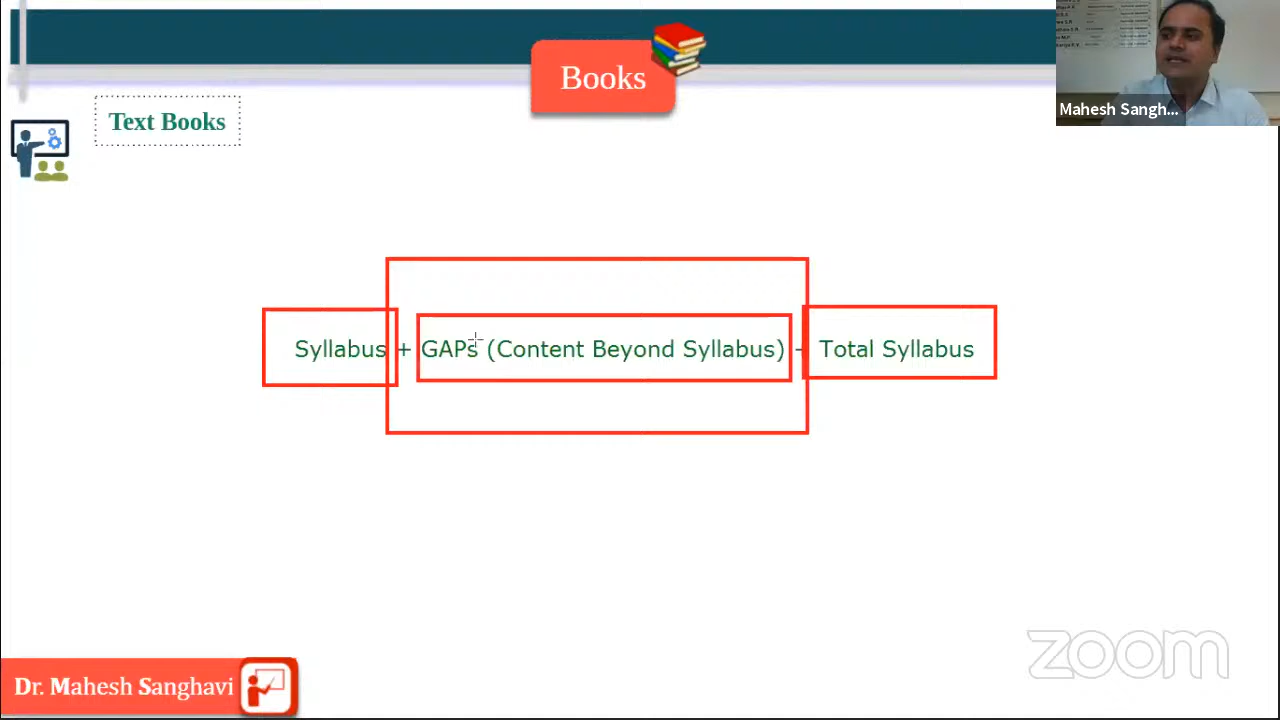 Books
Mahesh Sangh...
Text Books
Syllabus + GAPs (Content Beyond Syllabus) - Total Syllabus
zoom
Dr. Mahesh Sanghavi